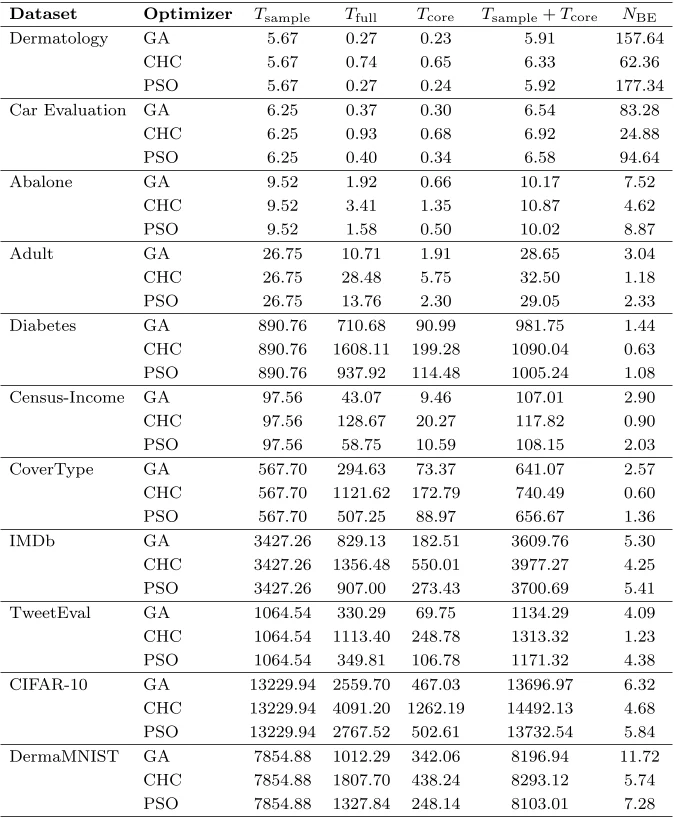 Dataset Optimizer T_sample T_full T_core T_sample + T_core N_BE
Dermatology GA 5.67 0.27 0.23 5.91 157.64
CHC 5.67 0.74 0.65 6.33 62.36
PSO 5.67 0.27 0.24 5.92 177.34
Car Evaluation GA 6.25 0.37 0.30 6.54 83.28
CHC 6.25 0.93 0.68 6.92 24.88
PSO 6.25 0.40 0.34 6.58 94.64
Abalone GA 9.52 1.92 0.66 10.17 7.52
CHC 9.52 3.41 1.35 10.87 4.62
PSO 9.52 1.58 0.50 10.02 8.87
Adult GA 26.75 10.71 1.91 28.65 3.04
CHC 26.75 28.48 5.75 32.50 1.18
PSO 26.75 13.76 2.30 29.05 2.33
Diabetes GA 890.76 710.68 90.99 981.75 1.44
CHC 890.76 1608.11 199.28 1090.04 0.63
PSO 890.76 937.92 114.48 1005.24 1.08
Census-Income GA 97.56 43.07 9.46 107.01 2.90
CHC 97.56 128.67 20.27 117.82 0.90
PSO 97.56 58.75 10.59 108.15 2.03
CoverType GA 567.70 294.63 73.37 641.07 2.57
CHC 567.70 1121.62 172.79 740.49 0.60
PSO 567.70 507.25 88.97 656.67 1.36
IMDb GA 3427.26 829.13 182.51 3609.76 5.30
CHC 3427.26 1356.48 550.01 3977.27 4.25
PSO 3427.26 907.00 273.43 3700.69 5.41
TweetEval GA 1064.54 330.29 69.75 1134.29 4.09
CHC 1064.54 1113.40 248.78 1313.32 1.23
PSO 1064.54 349.81 106.78 1171.32 4.38
CIFAR-10 GA 13229.94 2559.70 467.03 13696.97 6.32
CHC 13229.94 4091.20 1262.19 14492.13 4.68
PSO 13229.94 2767.52 502.61 13732.54 5.84
DermaMNIST GA 7854.88 1012.29 342.06 8196.94 11.72
CHC 7854.88 1807.70 438.24 8293.12 5.74
PSO 7854.88 1327.84 248.14 8103.01 7.28